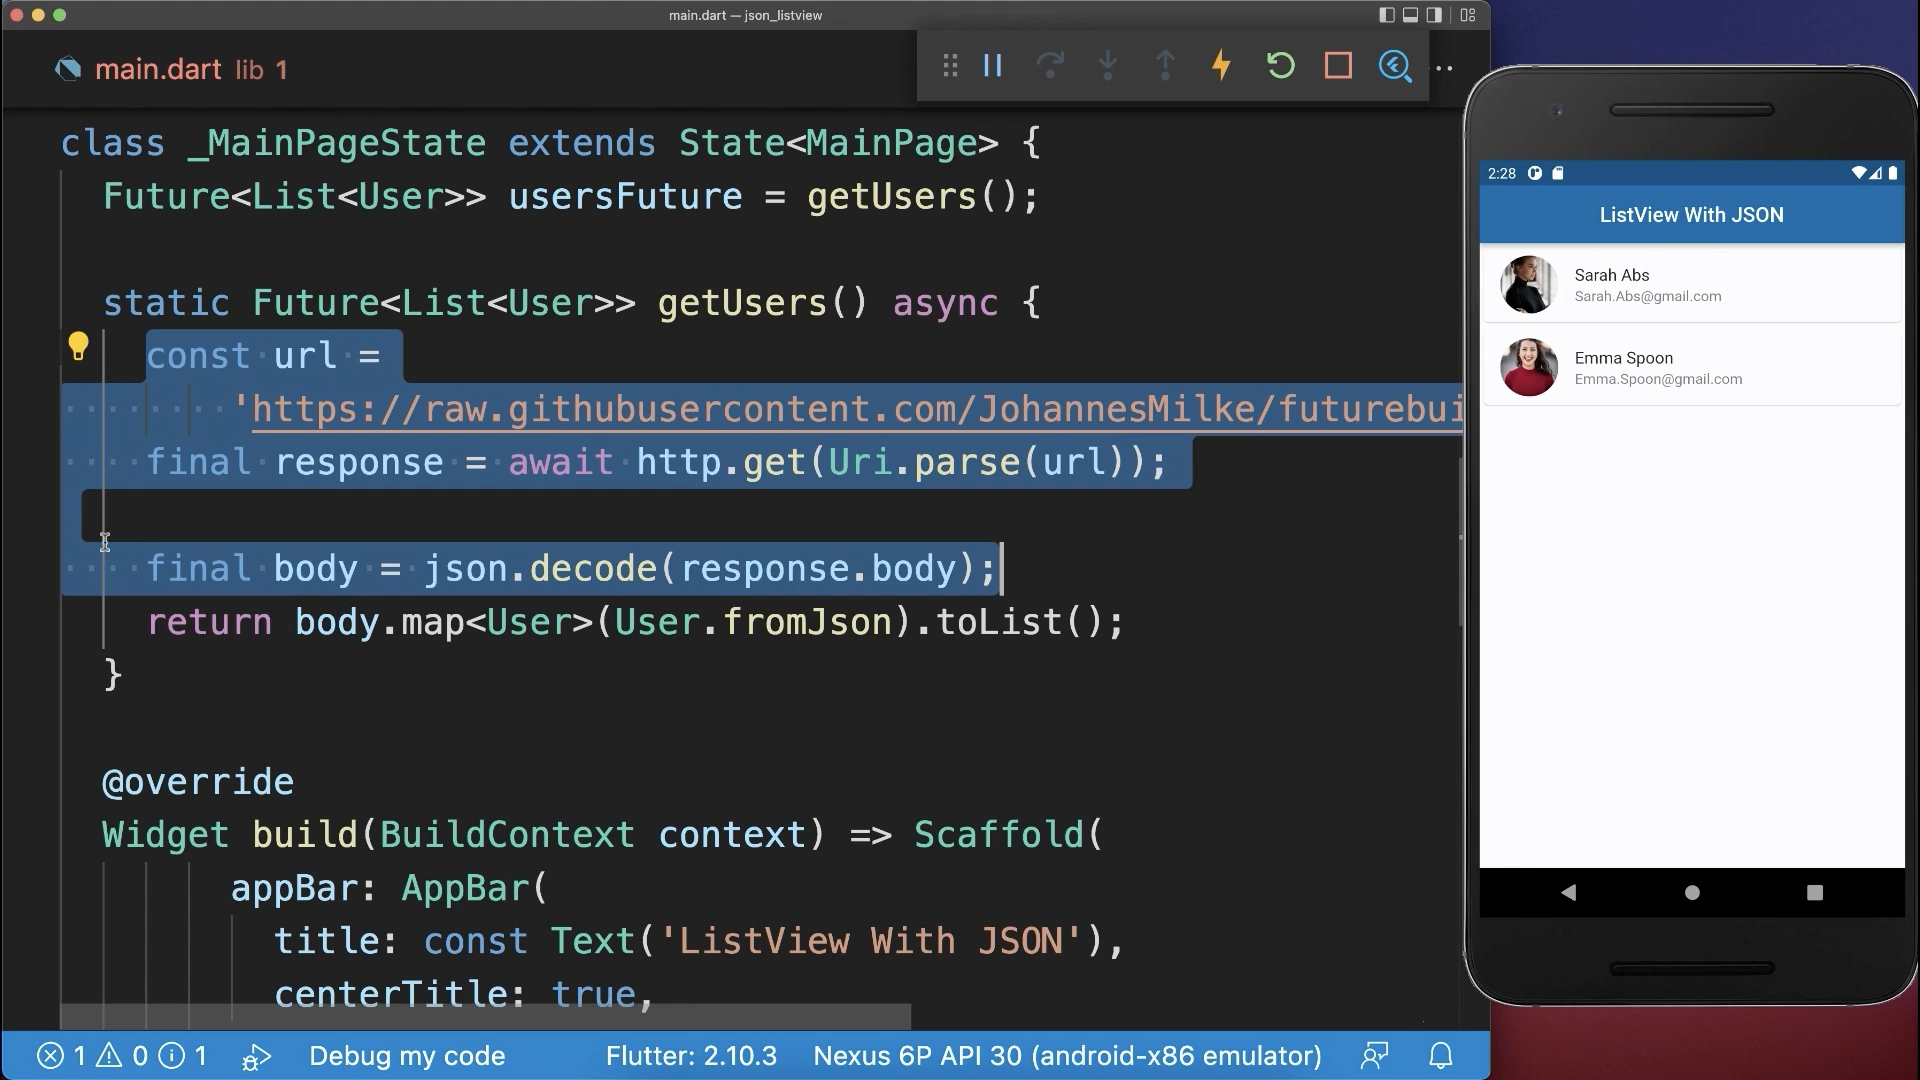 main.dart — json_listview
main.dart lib 1
class _MainPageState extends State<MainPage> {
Future<List<User>> usersFuture = getUsers();
static Future<List<User>> getUsers() async {
const url =
'https://raw.githubusercontent.com/JohannesMilke/futurebui
final response = await http.get(Uri.parse(url));
final body = json.decode(response.body);
return body.map<User>(User.fromJson).toList();
}
@override
Widget build(BuildContext context) => Scaffold(
appBar: AppBar(
title: const Text('ListView With JSON'),
centerTitle: true,
1 0 1 Debug my code Flutter: 2.10.3 Nexus 6P API 30 (android-x86 emulator)
2:28
ListView With JSON
Sarah Abs
Sarah.Abs@gmail.com
Emma Spoon
Emma.Spoon@gmail.com